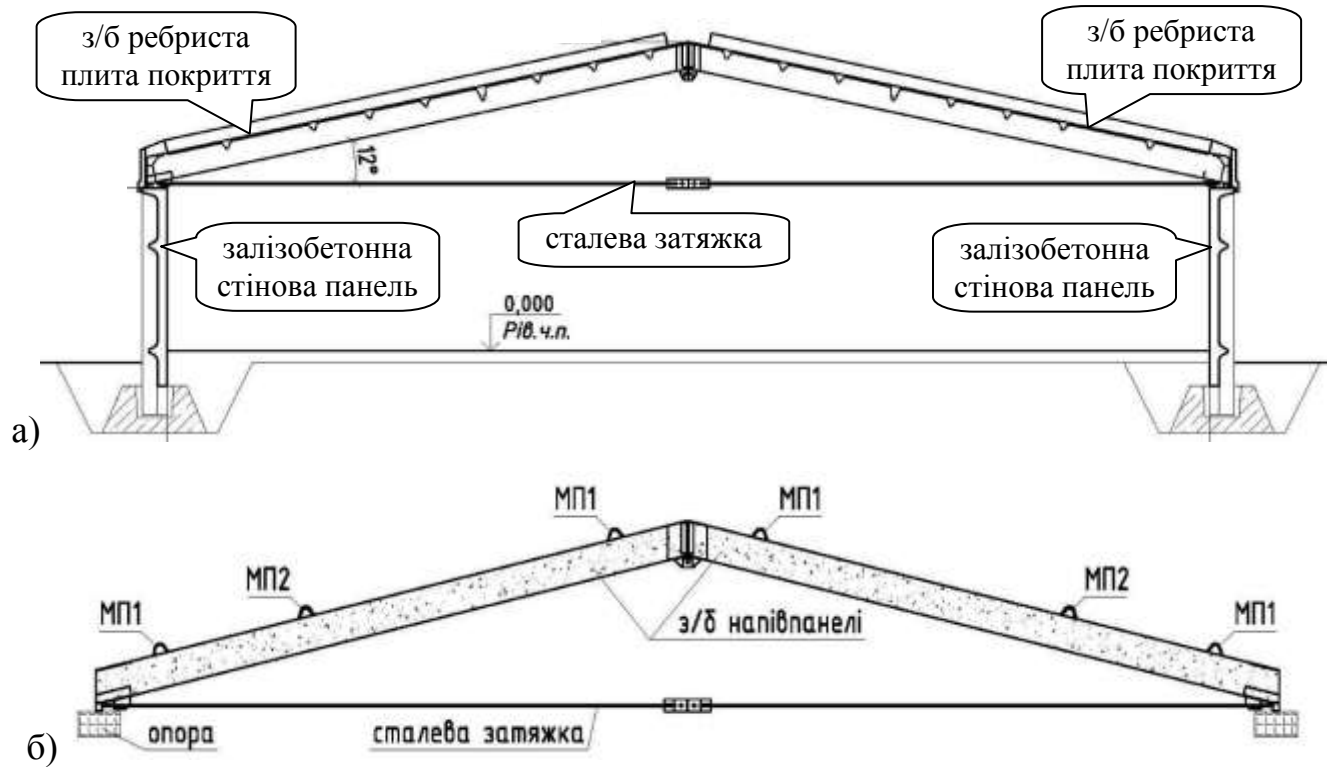 з/б ребриста
плита покриття
з/б ребриста
плита покриття
12°
сталева затяжка
залізобетонна
стінова панель
залізобетонна
стінова панель
0,000
Рів.ч.п.
а)
МП1
МП1
МП2
МП2
МП1
МП1
з/б напівпанелі
опора
сталева затяжка
б)